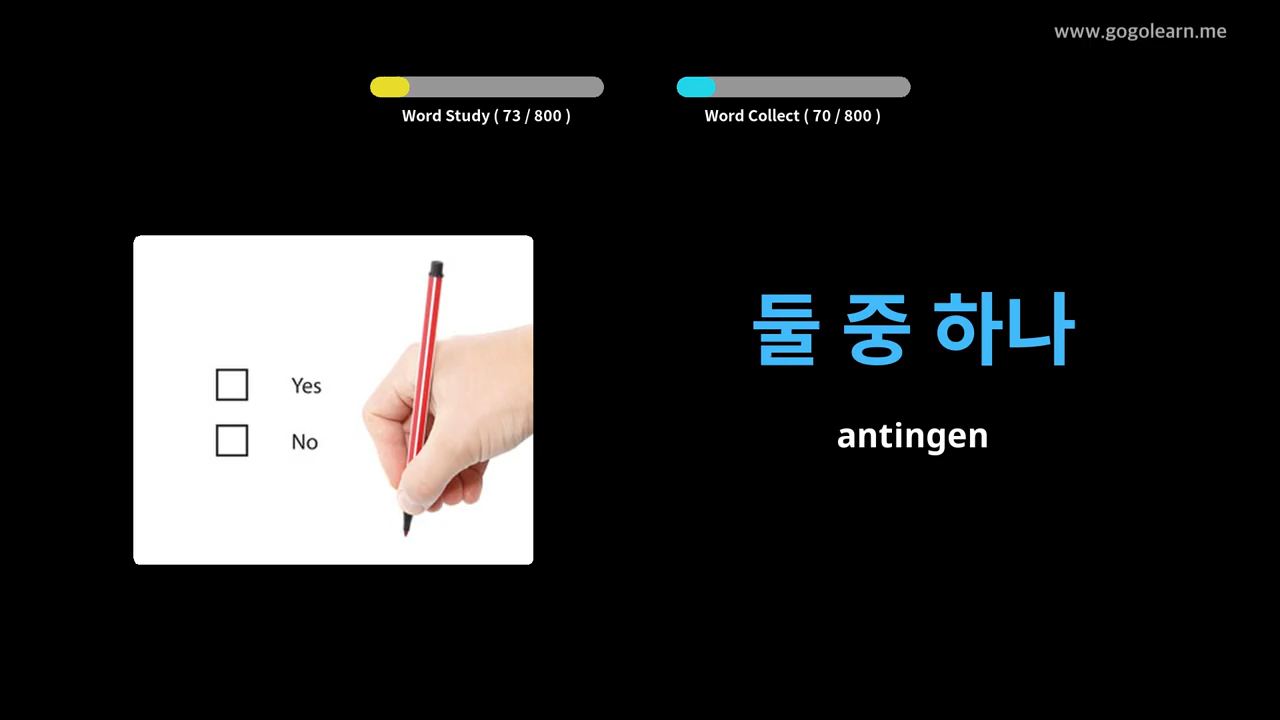 www.gogolearn.me
Word Study ( 73 / 800 )
Word Collect ( 70 / 800 )
Yes
No
둘 중 하나
antingen